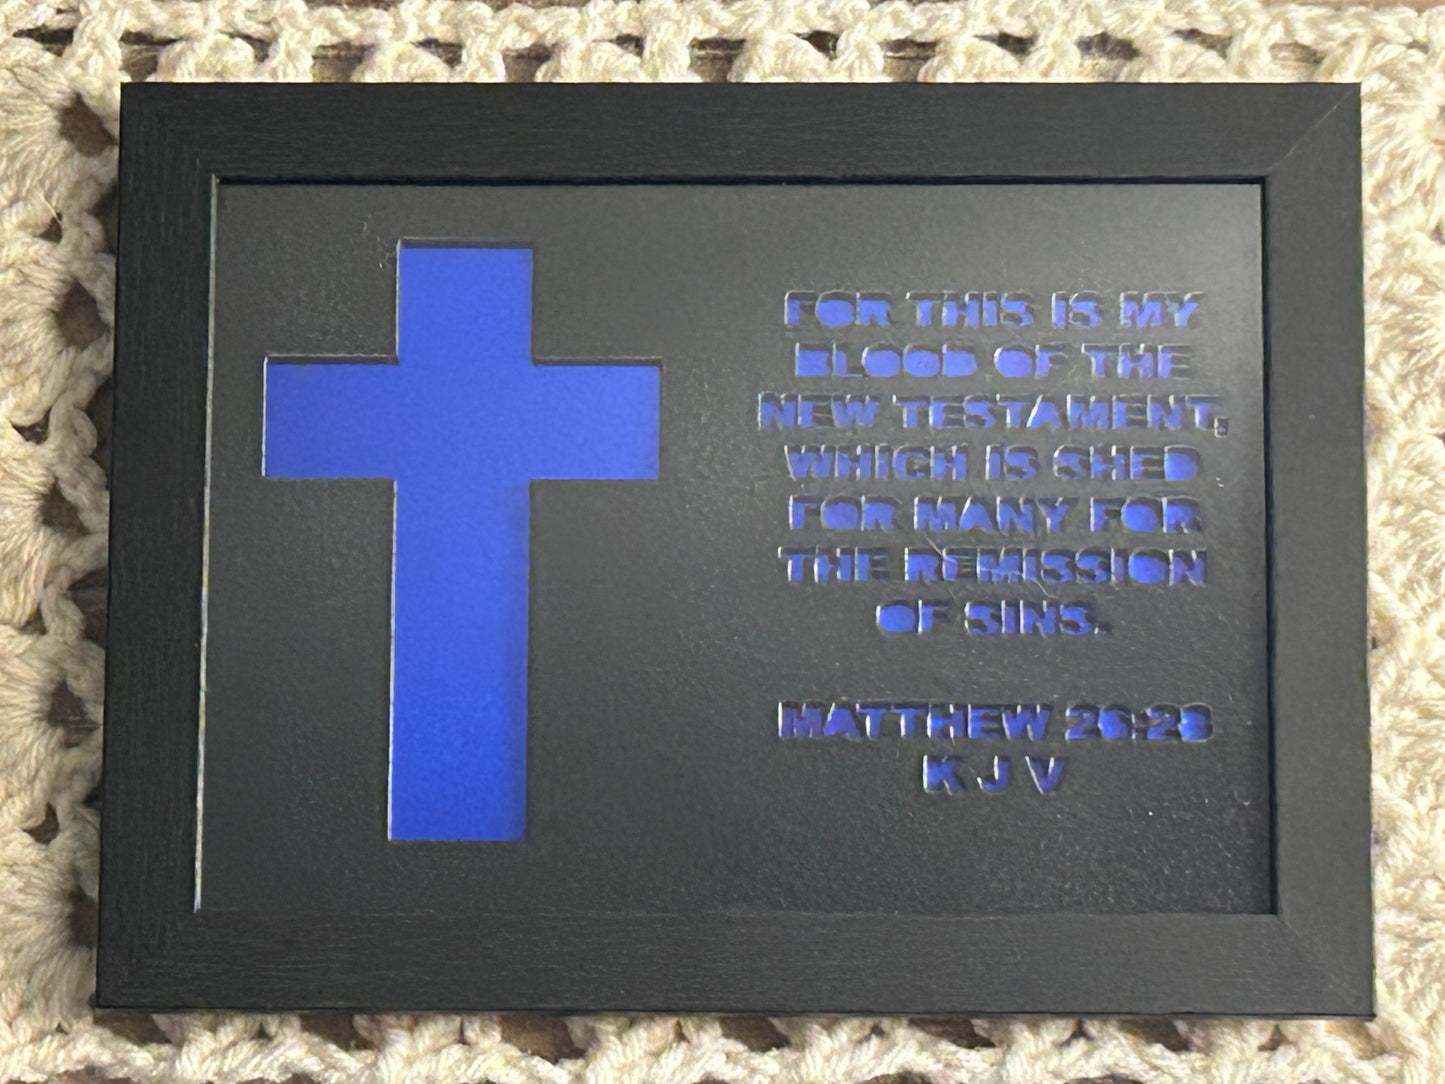 FOR THIS IS MY
BLOOD OF THE
NEW TESTAMENT,
WHICH IS SHED
FOR MANY FOR
THE REMISSION
OF SINS.
MATTHEW 26:28
K J V